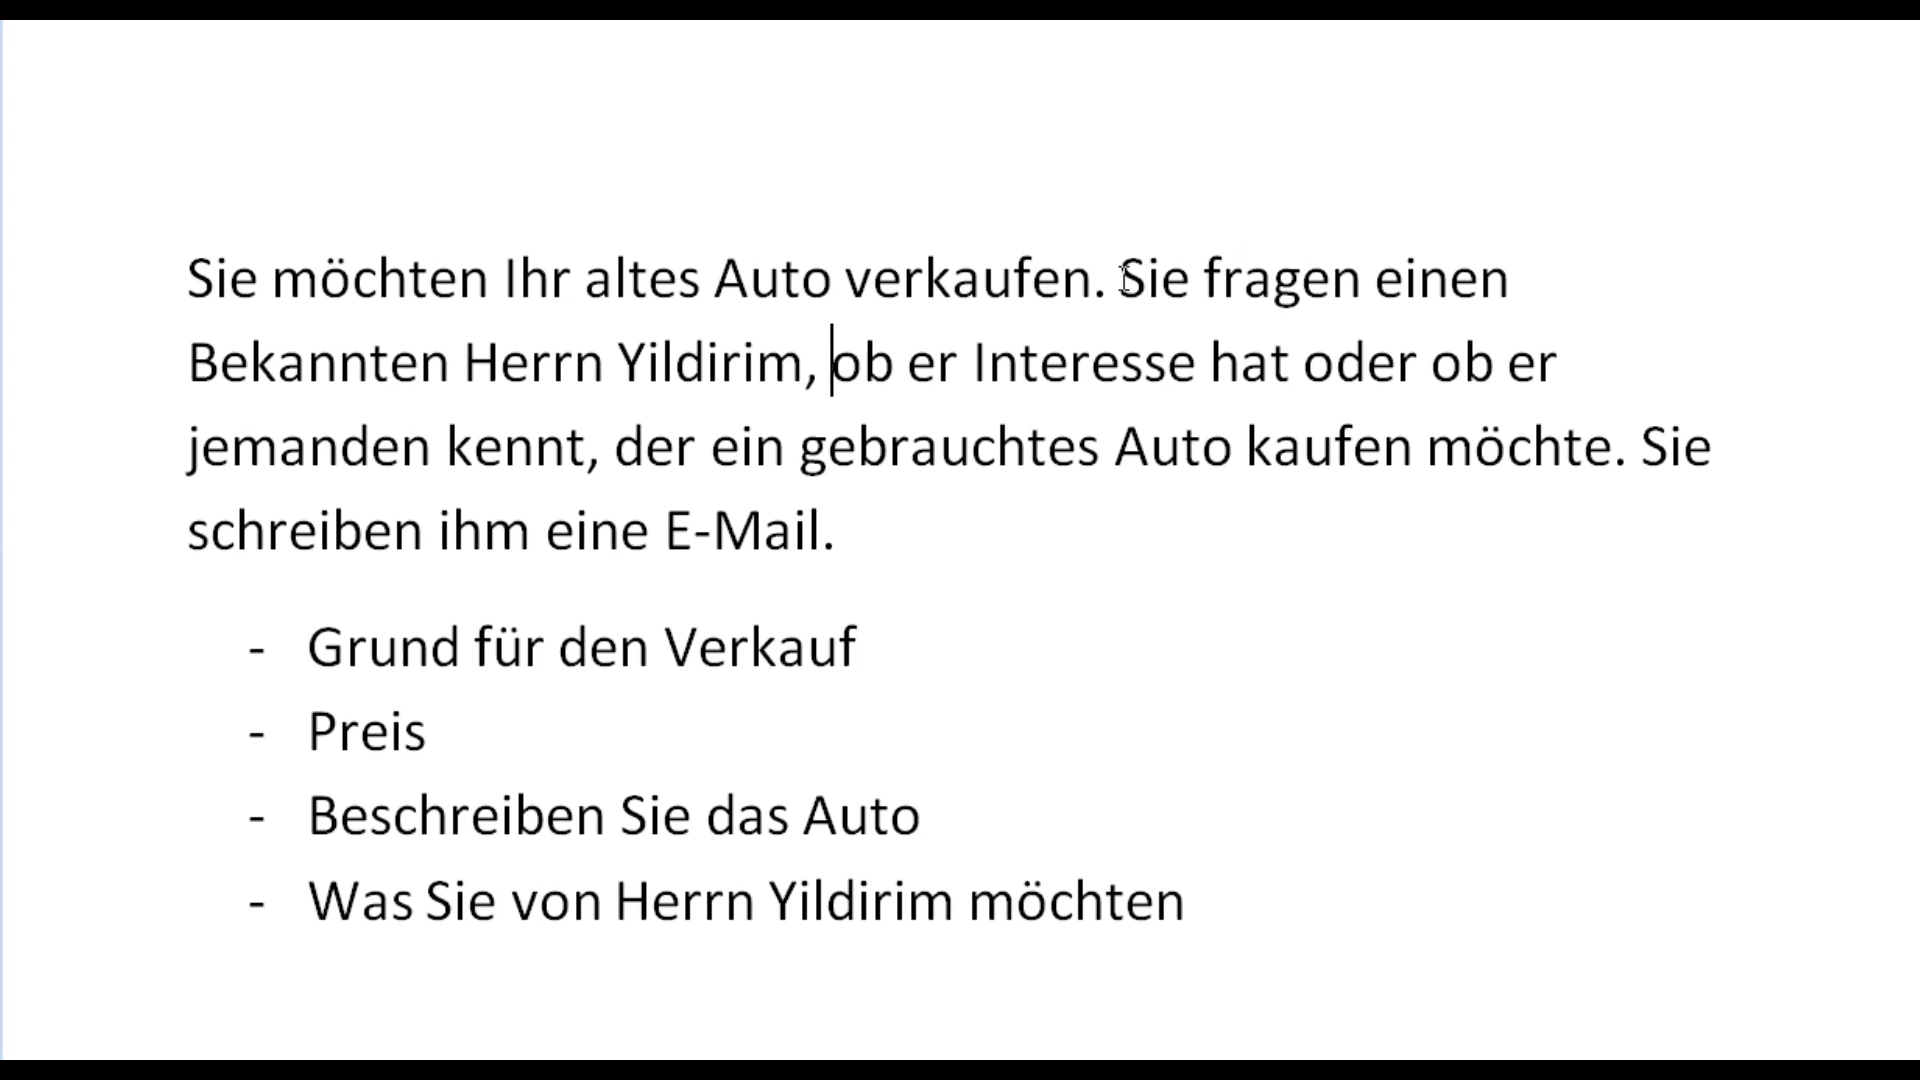 Sie möchten Ihr altes Auto verkaufen. Sie fragen einen
Bekannten Herrn Yildirim, ob er Interesse hat oder ob er
jemanden kennt, der ein gebrauchtes Auto kaufen möchte. Sie
schreiben ihm eine E-Mail.
- Grund für den Verkauf
- Preis
- Beschreiben Sie das Auto
- Was Sie von Herrn Yildirim möchten